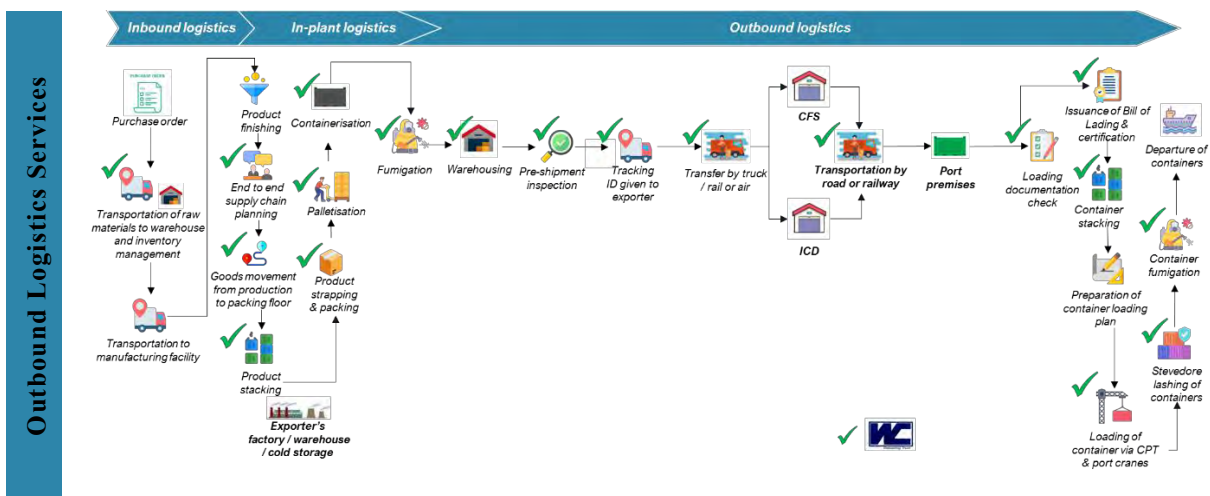 Outbound Logistics Services
Inbound logistics
In-plant logistics
Outbound logistics
PURCHASE ORDER
Purchase order
Transportation of raw
materials to warehouse
and inventory
management
Transportation to
manufacturing facility
Product
finishing
End to end
supply chain
planning
Goods movement
from production
to packing floor
Product
stacking
Exporter's
factory / warehouse
/ cold storage
Containerisation
Palletisation
Product
strapping
& packing
Fumigation
Warehousing
Pre-shipment
inspection
Tracking
ID given to
exporter
Transfer by truck
/ rail or air
CFS
ICD
Transportation by
road or railway
Port
premises
Loading
documentation
check
Issuance of Bill of
Lading &
certification
Container
stacking
Preparation of
container loading
plan
Loading of
container via CPT
& port cranes
Stevedore
lashing of
containers
Container
fumigation
Departure of
containers
WC